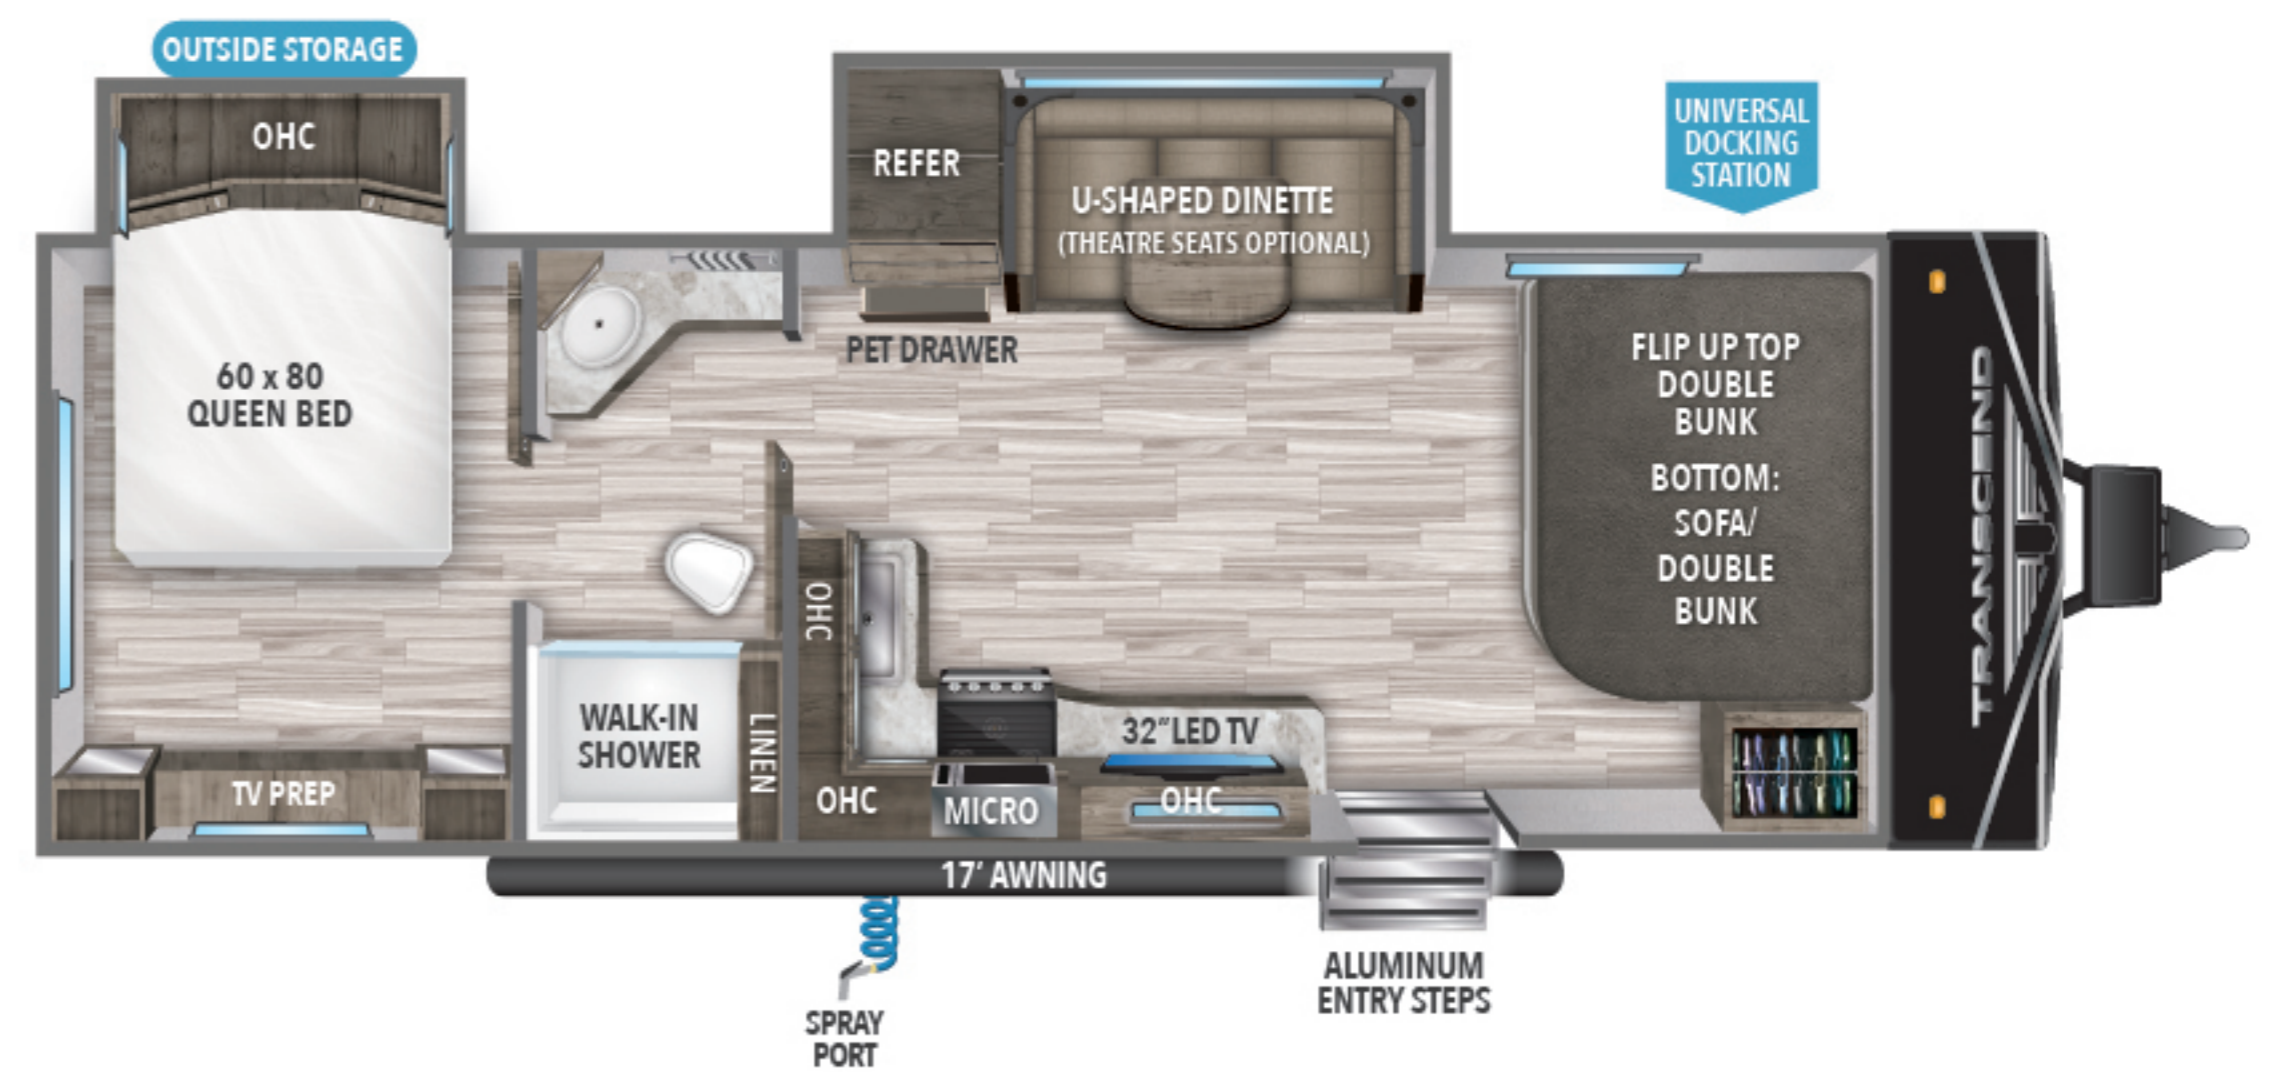 OUTSIDE STORAGE
OHC
60 x 80
QUEEN BED
TV PREP
REFER
PET DRAWER
U-SHAPED DINETTE
(THEATRE SEATS OPTIONAL)
UNIVERSAL
DOCKING
STATION
FLIP UP TOP
DOUBLE
BUNK
BOTTOM:
SOFA/
DOUBLE
BUNK
TRANSCEND
WALK-IN
SHOWER
LINEN
OHC
OHC
MICRO
32" LED TV
OHC
17' AWNING
SPRAY
PORT
ALUMINUM
ENTRY STEPS